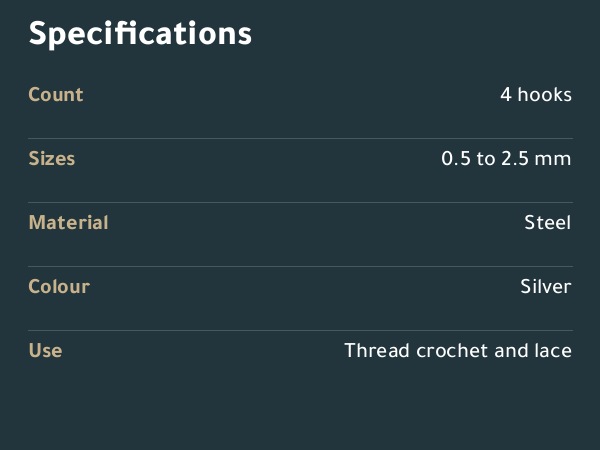 Specifications
Count 4 hooks
Sizes 0.5 to 2.5 mm
Material Steel
Colour Silver
Use Thread crochet and lace